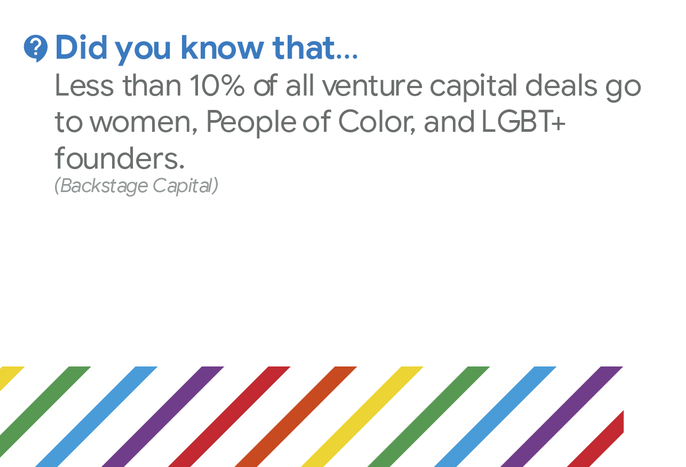 Did you know that...
Less than 10% of all venture capital deals go
to women, People of Color, and LGBT+
founders.
(Backstage Capital)